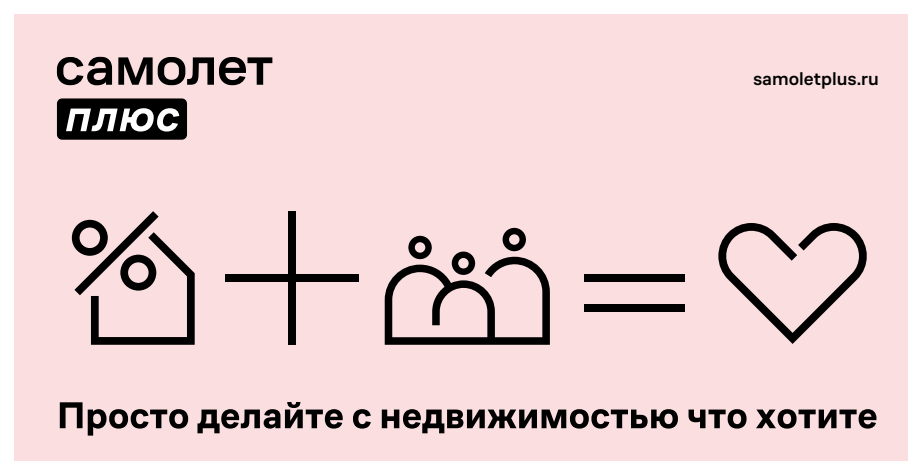 самолет
плюс
samoletplus.ru
%
Просто делайте с недвижимостью что хотите